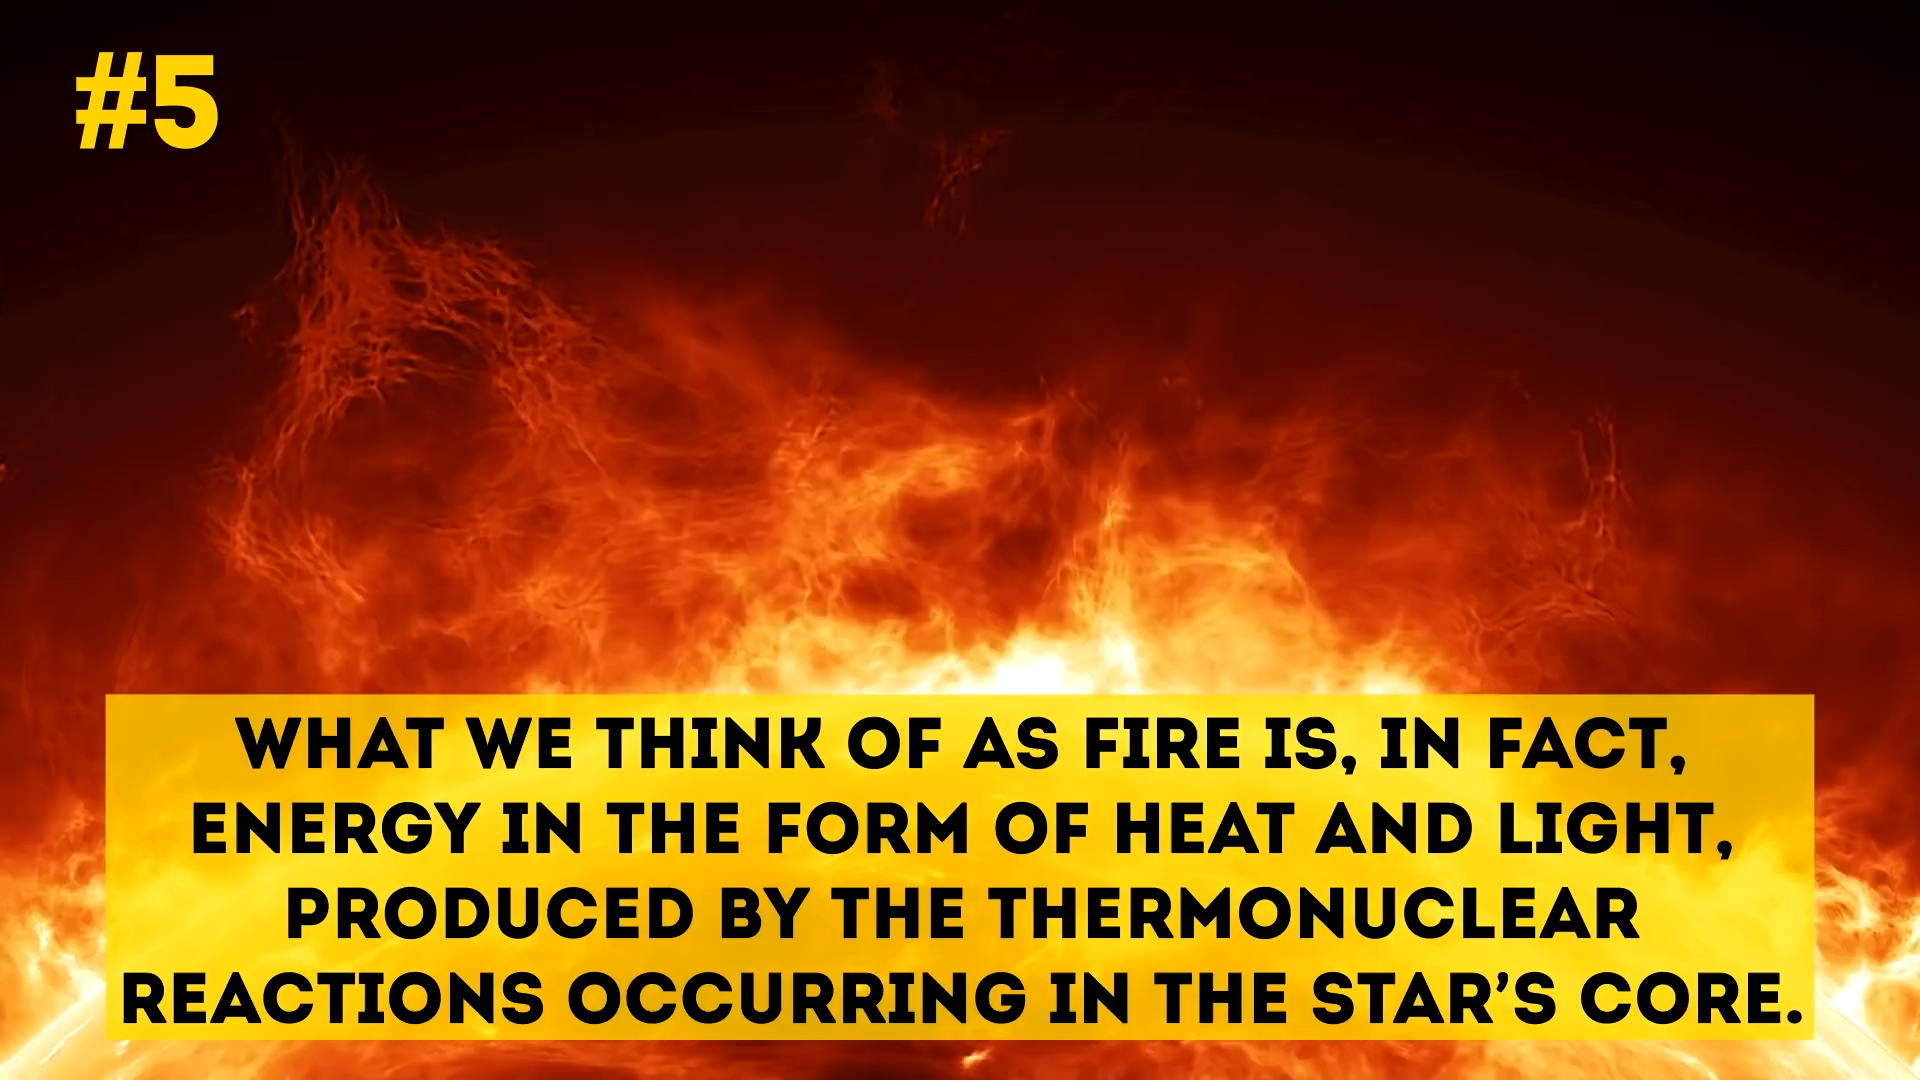 #5
WHAT WE THINK OF AS FIRE IS, IN FACT,
ENERGY IN THE FORM OF HEAT AND LIGHT,
PRODUCED BY THE THERMONUCLEAR
REACTIONS OCCURRING IN THE STAR’S CORE.